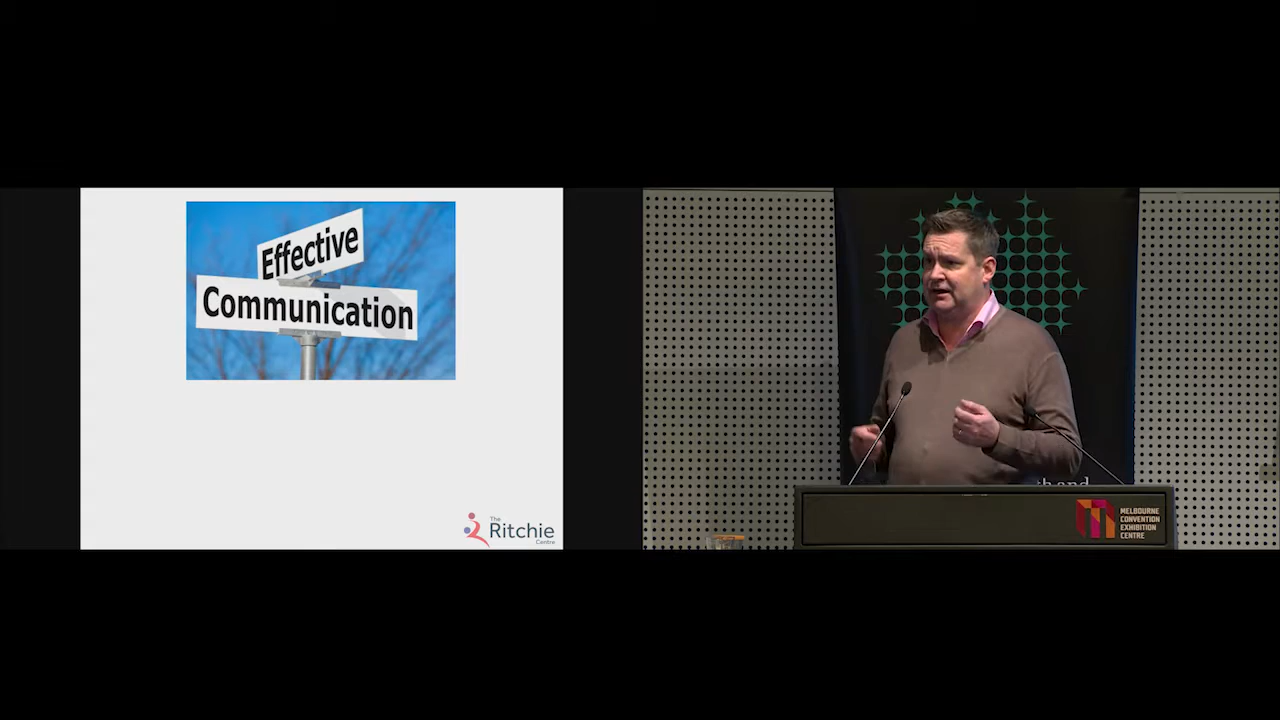 Effective
Communication
The
Ritchie
Centre
MELBOURNE
CONVENTION
EXHIBITION
CENTRE